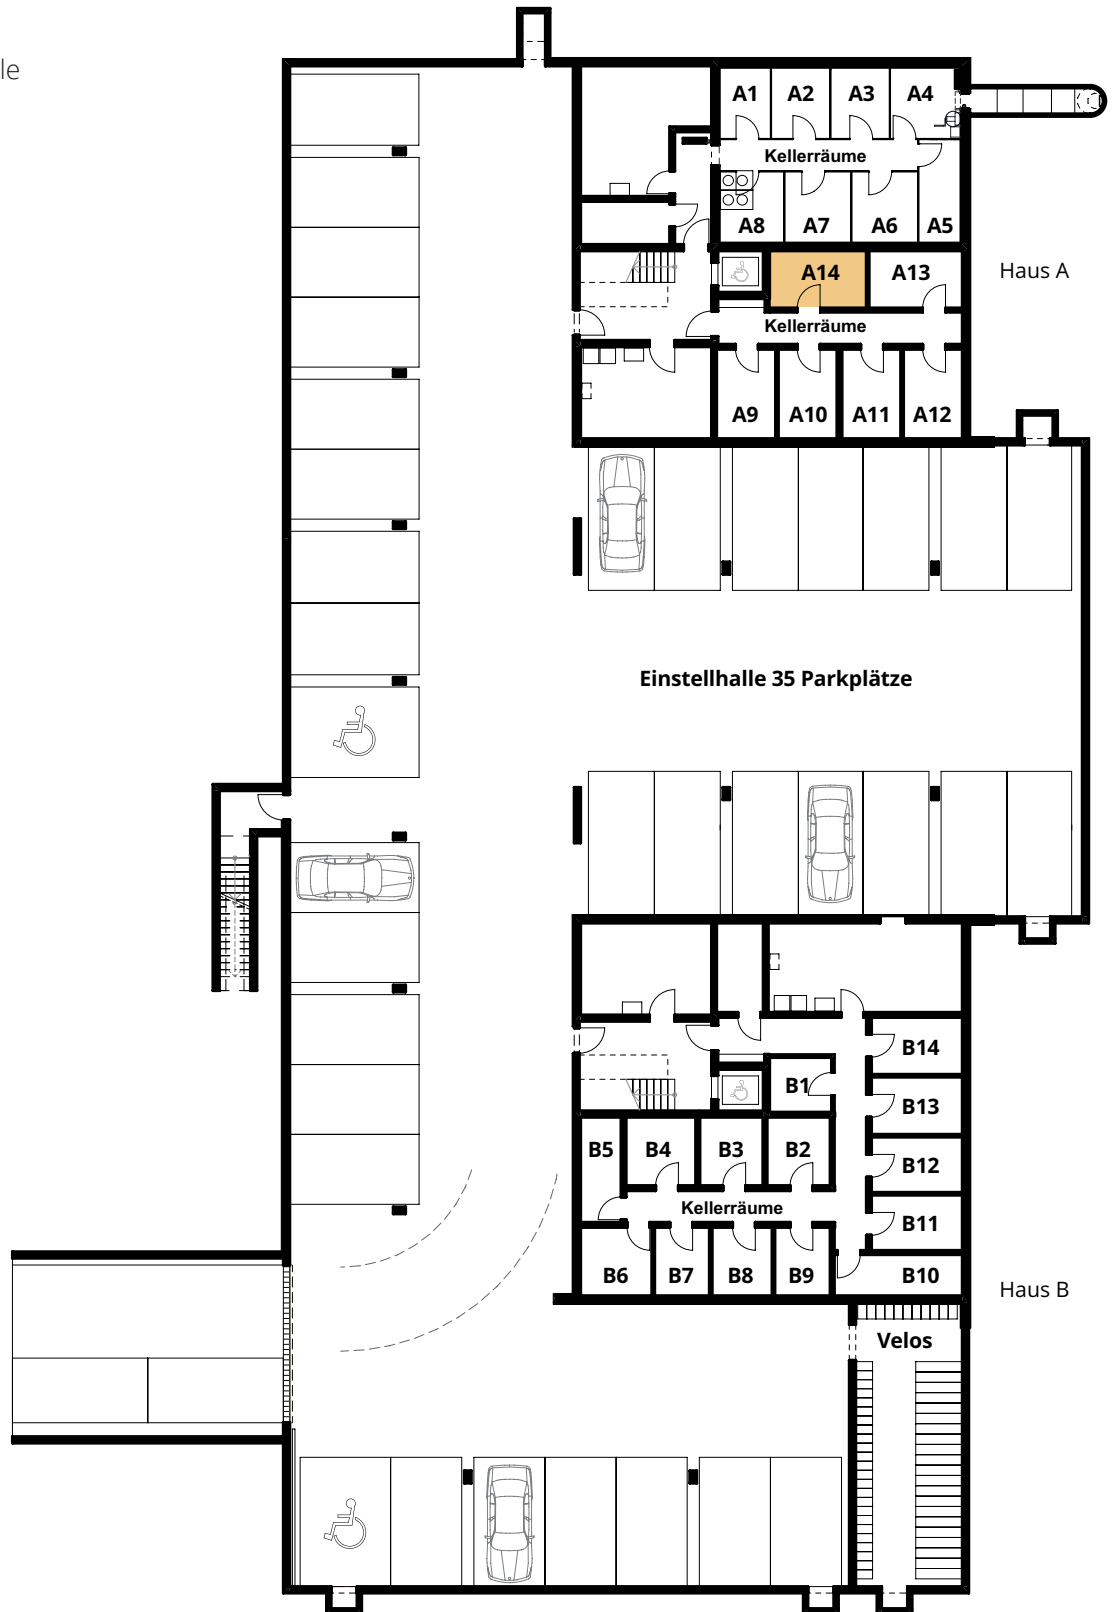 le
A1 A2 A3 A4
Kellerräume
A8 A7 A6 A5
A14 A13
Haus A
Kellerräume
A9 A10 A11 A12
Einstellhalle 35 Parkplätze
B14
B1
B13
B5 B4 B3 B2
B12
Kellerräume
B11
B6 B7 B8 B9 B10
Haus B
Velos